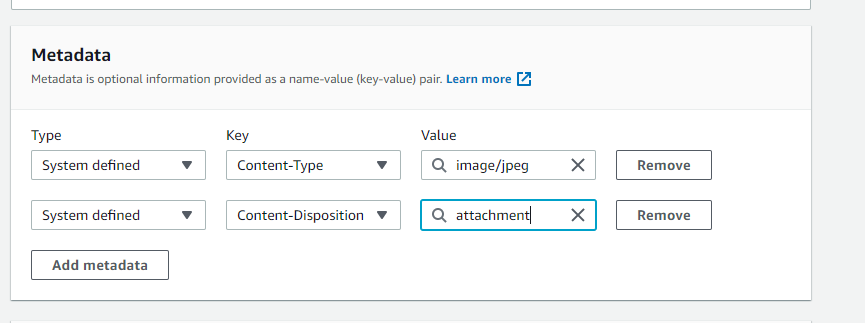 Metadata
Metadata is optional information provided as a name-value (key-value) pair. Learn more
Type Key Value
System defined Content-Type image/jpeg Remove
System defined Content-Disposition attachment Remove
Add metadata